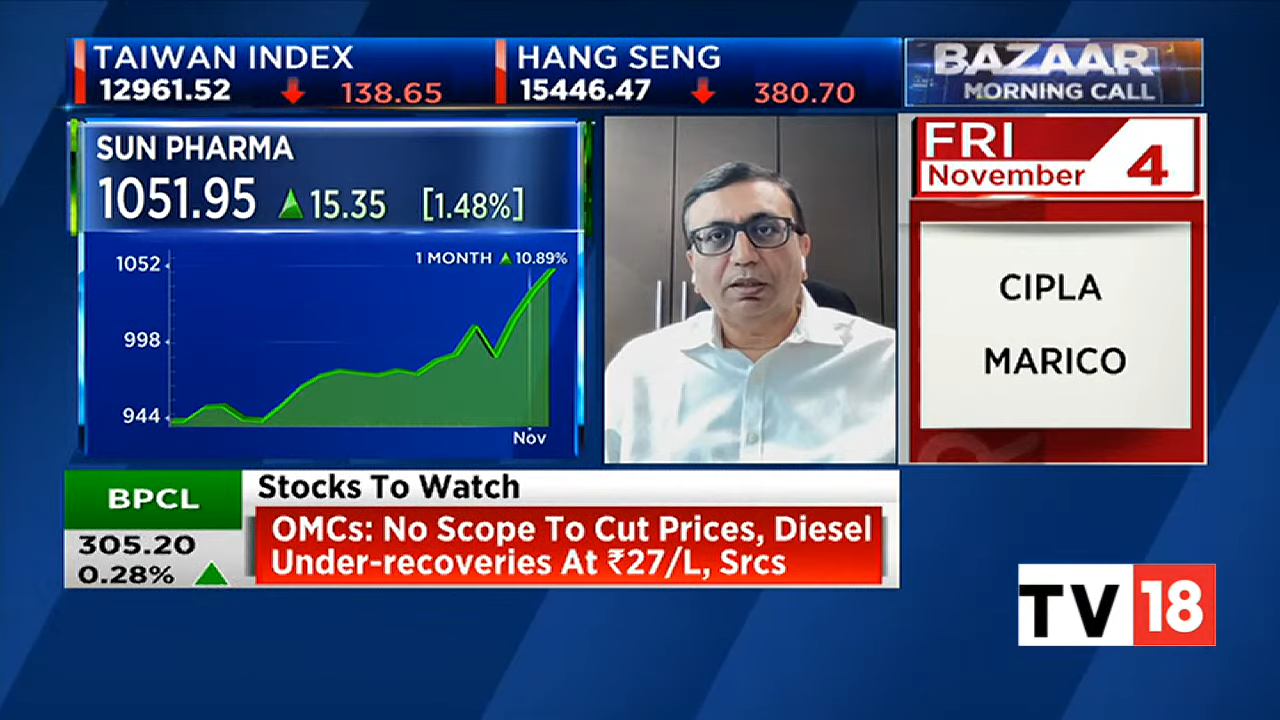 TAIWAN INDEX
12961.52 138.65
HANG SENG
15446.47 380.70
BAZAAR
MORNING CALL
SUN PHARMA
1051.95 15.35 [1.48%]
1 MONTH 10.89%
1052
998
944
Nov
FRI
November 4
CIPLA
MARICO
BPCL
305.20
0.28%
Stocks To Watch
OMCs: No Scope To Cut Prices, Diesel
Under-recoveries At ₹27/L, Srcs
TV18